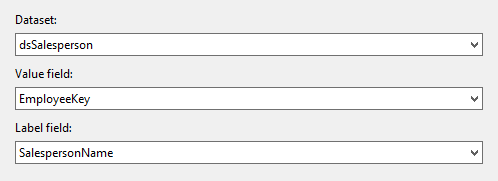 Dataset:
dsSalesperson
Value field:
EmployeeKey
Label field:
SalespersonName